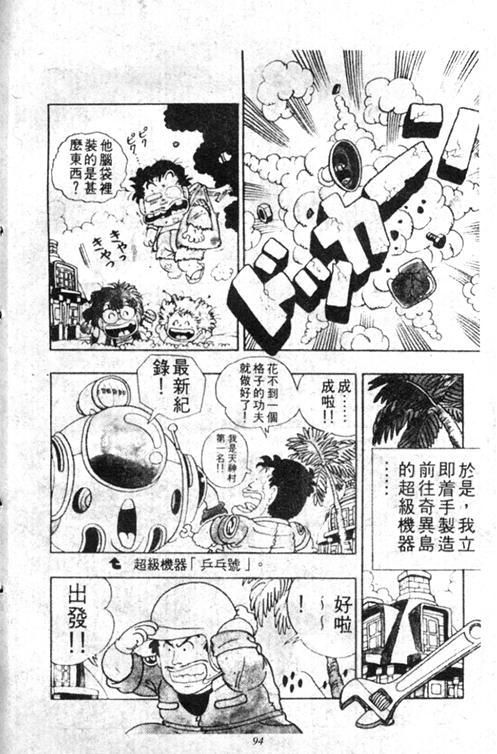 ドッカーン
ピクッ
ピクッ
他腦袋裡
裝的是甚
麼東西？
きゃっ
きゃっ
於是，我立
即着手製造
前往奇異島
的超級機器
……
成……
成啦!!
花不到一個
格子的功夫
就做好了！
我是天神村
第一名!!
最新紀
錄！
超級機器「乒乓號」。
好啦
～～
！
出發!!
94